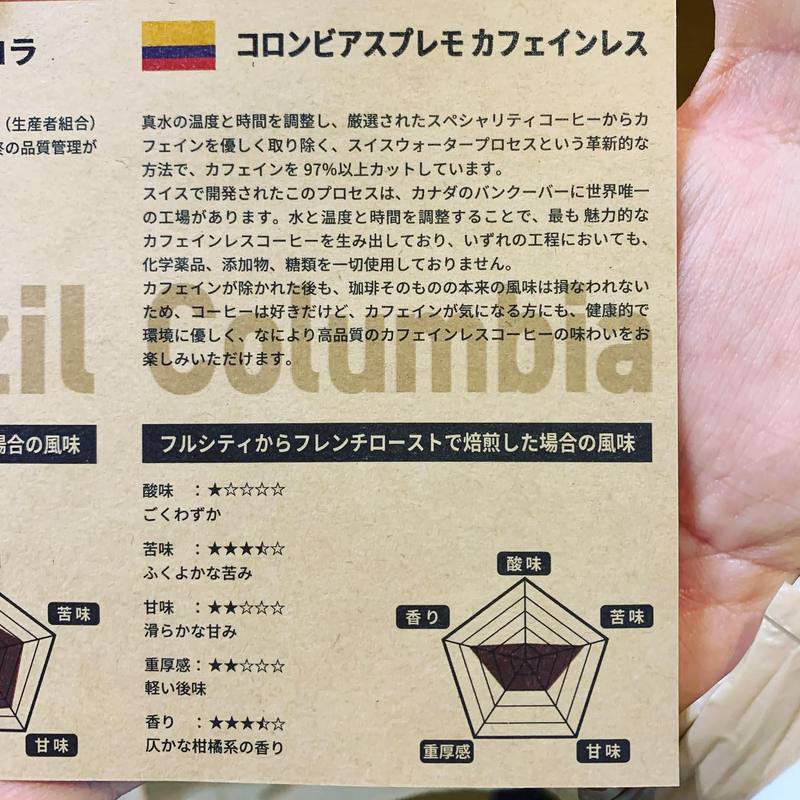 コラ
（生産者組合）
終の品質管理が
zil
場合の風味
苦味
甘味
コロンビアスプレモ カフェインレス
真水の温度と時間を調整し、厳選されたスペシャリティコーヒーからカ
フェインを優しく取り除く、スイスウォータープロセスという革新的な
方法で、カフェインを 97%以上カットしています。
スイスで開発されたこのプロセスは、カナダのバンクーバーに世界唯一
の工場があります。水と温度と時間を調整することで、最も 魅力的な
カフェインレスコーヒーを生み出しており、いずれの工程においても、
化学薬品、添加物、糖類を一切使用しておりません。
カフェインが除かれた後も、珈琲そのものの本来の風味は損なわれない
ため、コーヒーは好きだけど、カフェインが気になる方にも、健康的で
環境に優しく、なにより高品質のカフェインレスコーヒーの味わいをお
楽しみいただけます。
Columbia
フルシティからフレンチローストで焙煎した場合の風味
酸味　：★☆☆☆☆
ごくわずか
苦味　：★★★⯪☆
ふくよかな苦み
甘味　：★★☆☆☆
滑らかな甘み
重厚感：★★☆☆☆
軽い後味
香り　：★★★⯪☆
仄かな柑橘系の香り
酸味
香り
苦味
重厚感
甘味